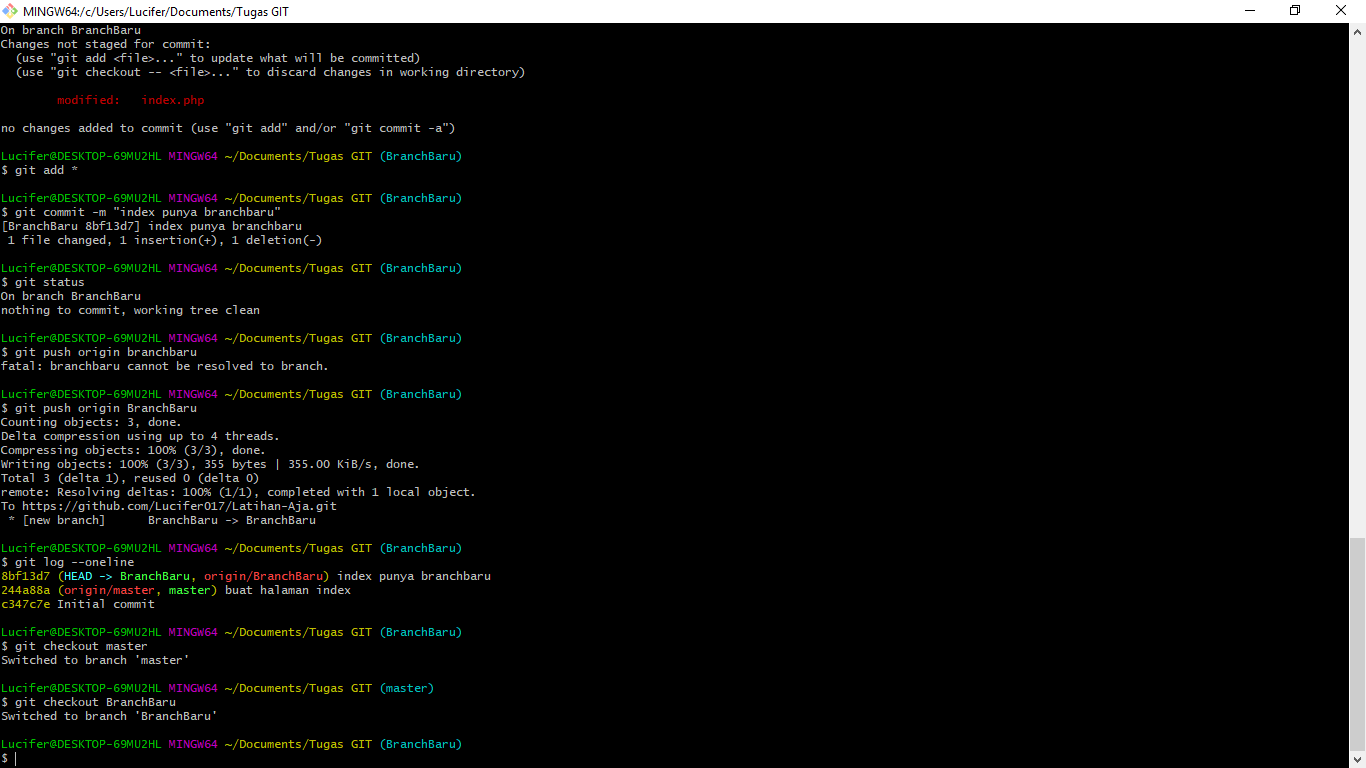 MINGW64:/c/Users/Lucifer/Documents/Tugas GIT
On branch BranchBaru
Changes not staged for commit:
  (use "git add <file>..." to update what will be committed)
  (use "git checkout -- <file>..." to discard changes in working directory)
        modified:   index.php
no changes added to commit (use "git add" and/or "git commit -a")
Lucifer@DESKTOP-69MU2HL MINGW64 ~/Documents/Tugas GIT (BranchBaru)
$ git add *
Lucifer@DESKTOP-69MU2HL MINGW64 ~/Documents/Tugas GIT (BranchBaru)
$ git commit -m "index punya branchbaru"
[BranchBaru 8bf13d7] index punya branchbaru
 1 file changed, 1 insertion(+), 1 deletion(-)
Lucifer@DESKTOP-69MU2HL MINGW64 ~/Documents/Tugas GIT (BranchBaru)
$ git status
On branch BranchBaru
nothing to commit, working tree clean
Lucifer@DESKTOP-69MU2HL MINGW64 ~/Documents/Tugas GIT (BranchBaru)
$ git push origin branchbaru
fatal: branchbaru cannot be resolved to branch.
Lucifer@DESKTOP-69MU2HL MINGW64 ~/Documents/Tugas GIT (BranchBaru)
$ git push origin BranchBaru
Counting objects: 3, done.
Delta compression using up to 4 threads.
Compressing objects: 100% (3/3), done.
Writing objects: 100% (3/3), 355 bytes | 355.00 KiB/s, done.
Total 3 (delta 1), reused 0 (delta 0)
remote: Resolving deltas: 100% (1/1), completed with 1 local object.
To https://github.com/Lucifer017/Latihan-Aja.git
 * [new branch]      BranchBaru -> BranchBaru
Lucifer@DESKTOP-69MU2HL MINGW64 ~/Documents/Tugas GIT (BranchBaru)
$ git log --oneline
8bf13d7 (HEAD -> BranchBaru, origin/BranchBaru) index punya branchbaru
244a88a (origin/master, master) buat halaman index
c347c7e Initial commit
Lucifer@DESKTOP-69MU2HL MINGW64 ~/Documents/Tugas GIT (BranchBaru)
$ git checkout master
Switched to branch 'master'
Lucifer@DESKTOP-69MU2HL MINGW64 ~/Documents/Tugas GIT (master)
$ git checkout BranchBaru
Switched to branch 'BranchBaru'
Lucifer@DESKTOP-69MU2HL MINGW64 ~/Documents/Tugas GIT (BranchBaru)
$